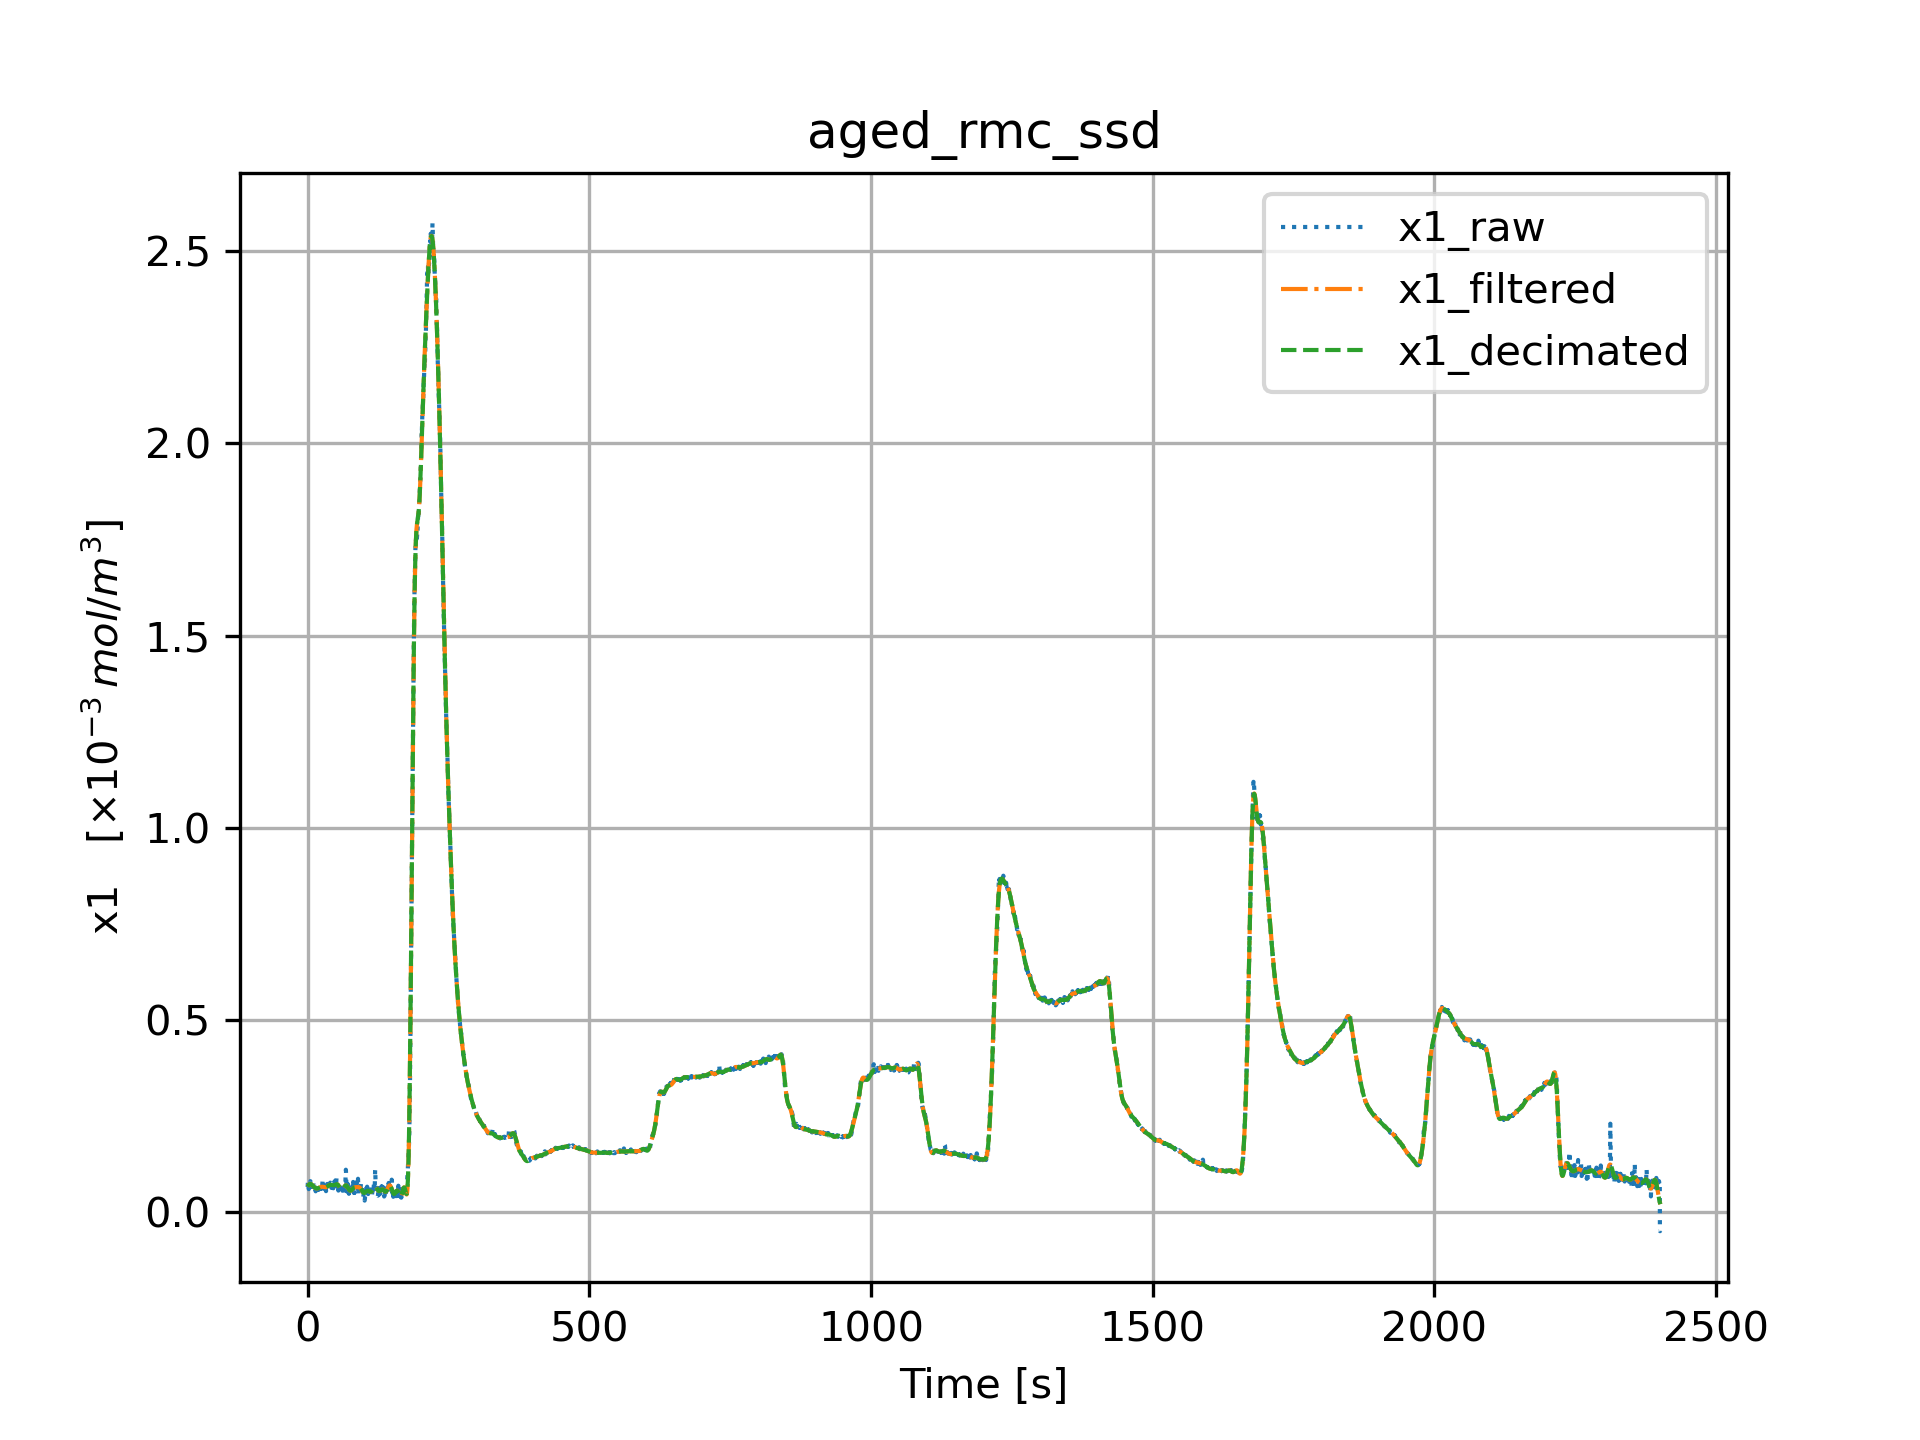 aged_rmc_ssd
x1_raw
x1_filtered
x1_decimated
x1 [×10⁻³ mol/m³]
2.5
2.0
1.5
1.0
0.5
0.0
0 500 1000 1500 2000 2500
Time [s]